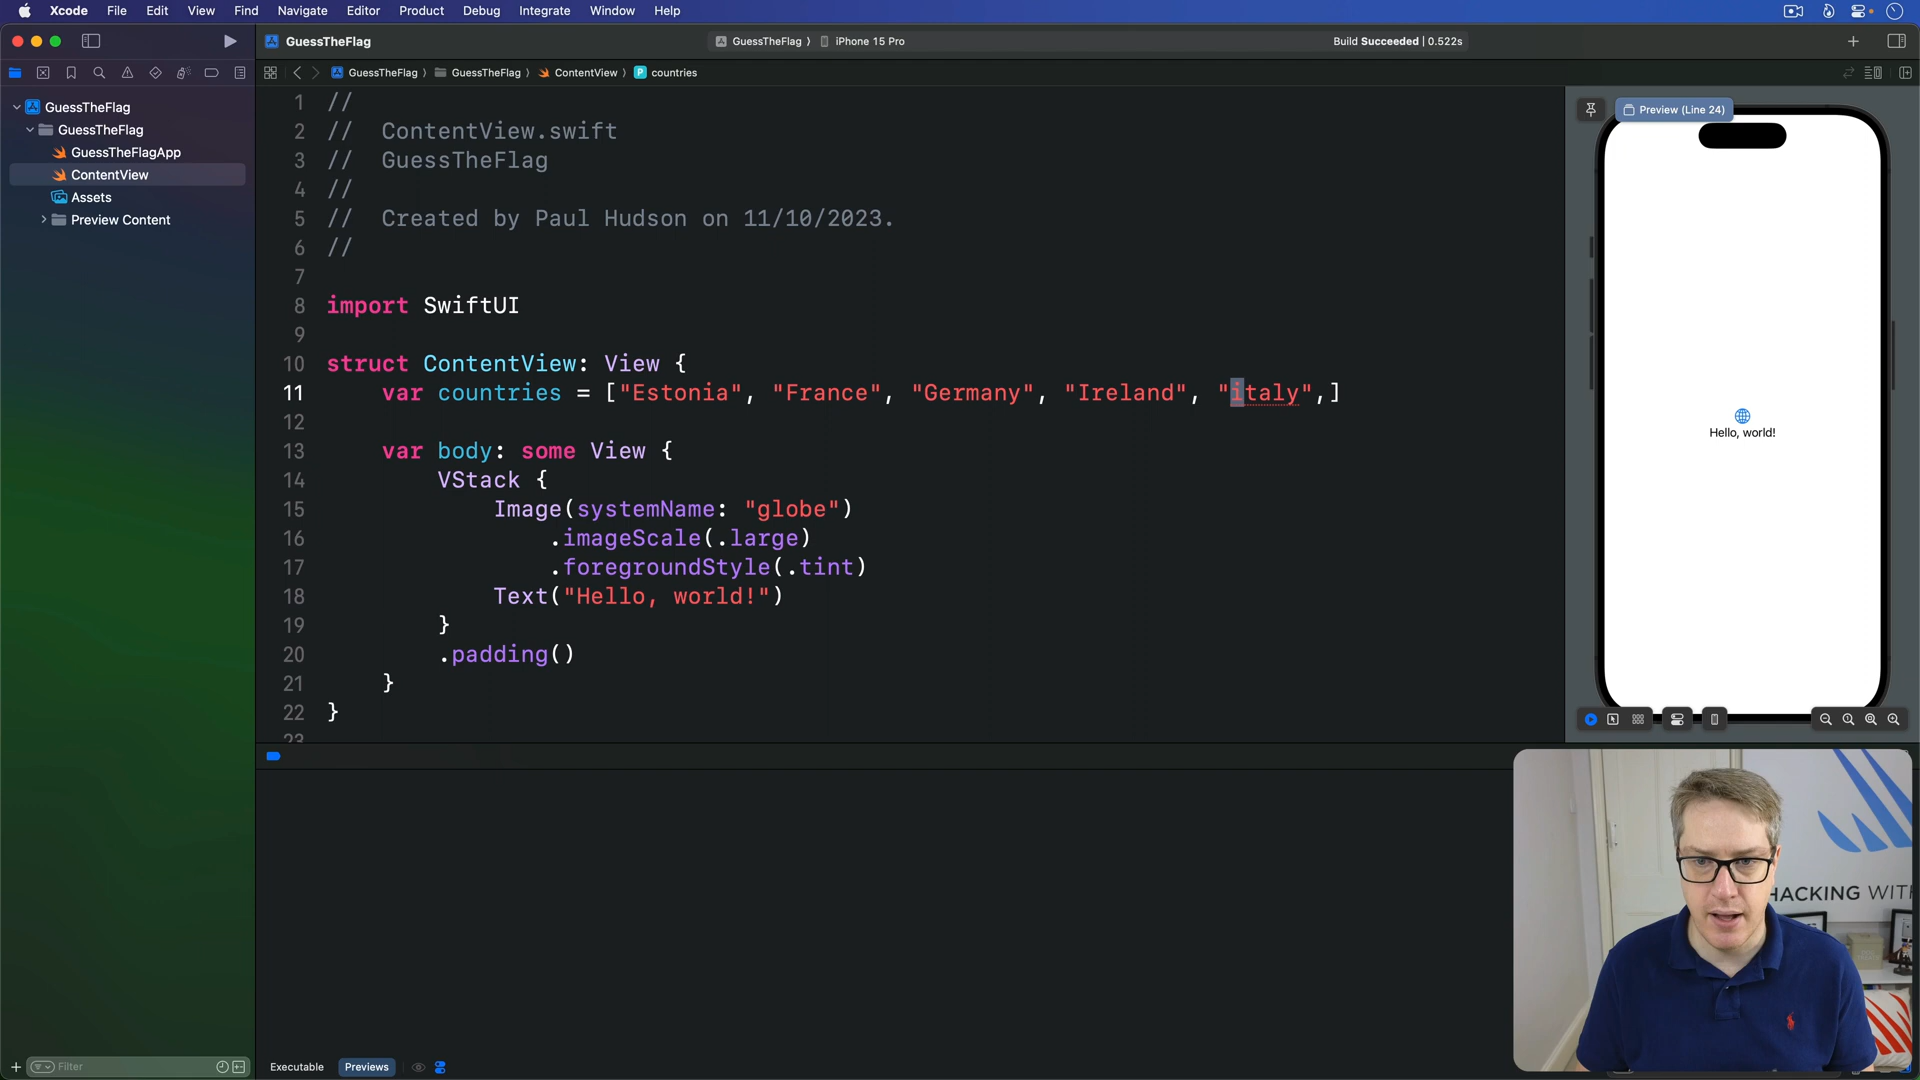 Xcode File Edit View Find Navigate Editor Product Debug Integrate Window Help
GuessTheFlag
GuessTheFlag 〉 iPhone 15 Pro
Build Succeeded | 0.522s
GuessTheFlag 〉 GuessTheFlag 〉 ContentView 〉 P countries
GuessTheFlag
GuessTheFlag
GuessTheFlagApp
ContentView
Assets
Preview Content
1 //
2 //  ContentView.swift
3 //  GuessTheFlag
4 //
5 //  Created by Paul Hudson on 11/10/2023.
6 //
7
8 import SwiftUI
9
10 struct ContentView: View {
11     var countries = ["Estonia", "France", "Germany", "Ireland", "italy",]
12
13     var body: some View {
14         VStack {
15             Image(systemName: "globe")
16                 .imageScale(.large)
17                 .foregroundStyle(.tint)
18             Text("Hello, world!")
19         }
20         .padding()
21     }
22 }
23
Preview (Line 24)
Hello, world!
HACKING WITH
Filter
Executable Previews